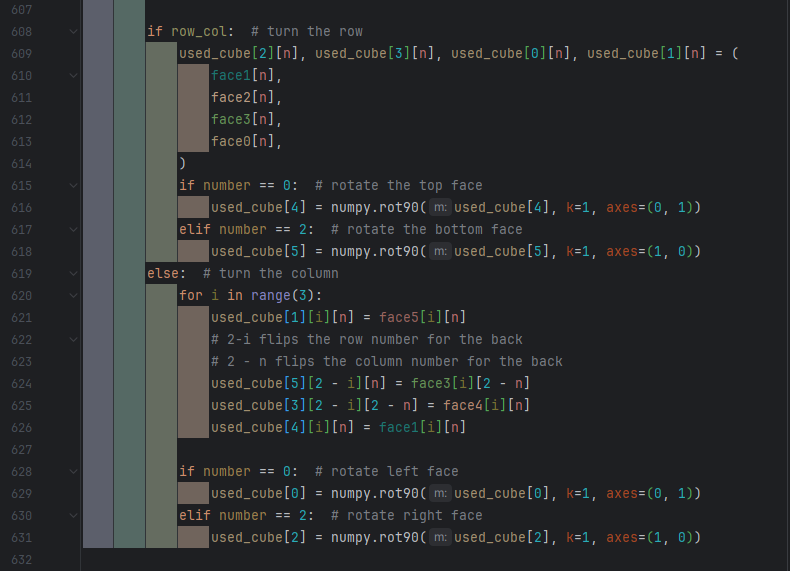 607
608 if row_col:  # turn the row
609 used_cube[2][n], used_cube[3][n], used_cube[0][n], used_cube[1][n] = (
610 face1[n],
611 face2[n],
612 face3[n],
613 face0[n],
614 )
615 if number == 0:  # rotate the top face
616 used_cube[4] = numpy.rot90( m: used_cube[4], k=1, axes=(0, 1))
617 elif number == 2:  # rotate the bottom face
618 used_cube[5] = numpy.rot90( m: used_cube[5], k=1, axes=(1, 0))
619 else:  # turn the column
620 for i in range(3):
621 used_cube[1][i][n] = face5[i][n]
622 # 2-i flips the row number for the back
623 # 2 - n flips the column number for the back
624 used_cube[5][2 - i][n] = face3[i][2 - n]
625 used_cube[3][2 - i][2 - n] = face4[i][n]
626 used_cube[4][i][n] = face1[i][n]
627
628 if number == 0:  # rotate left face
629 used_cube[0] = numpy.rot90( m: used_cube[0], k=1, axes=(0, 1))
630 elif number == 2:  # rotate right face
631 used_cube[2] = numpy.rot90( m: used_cube[2], k=1, axes=(1, 0))
632